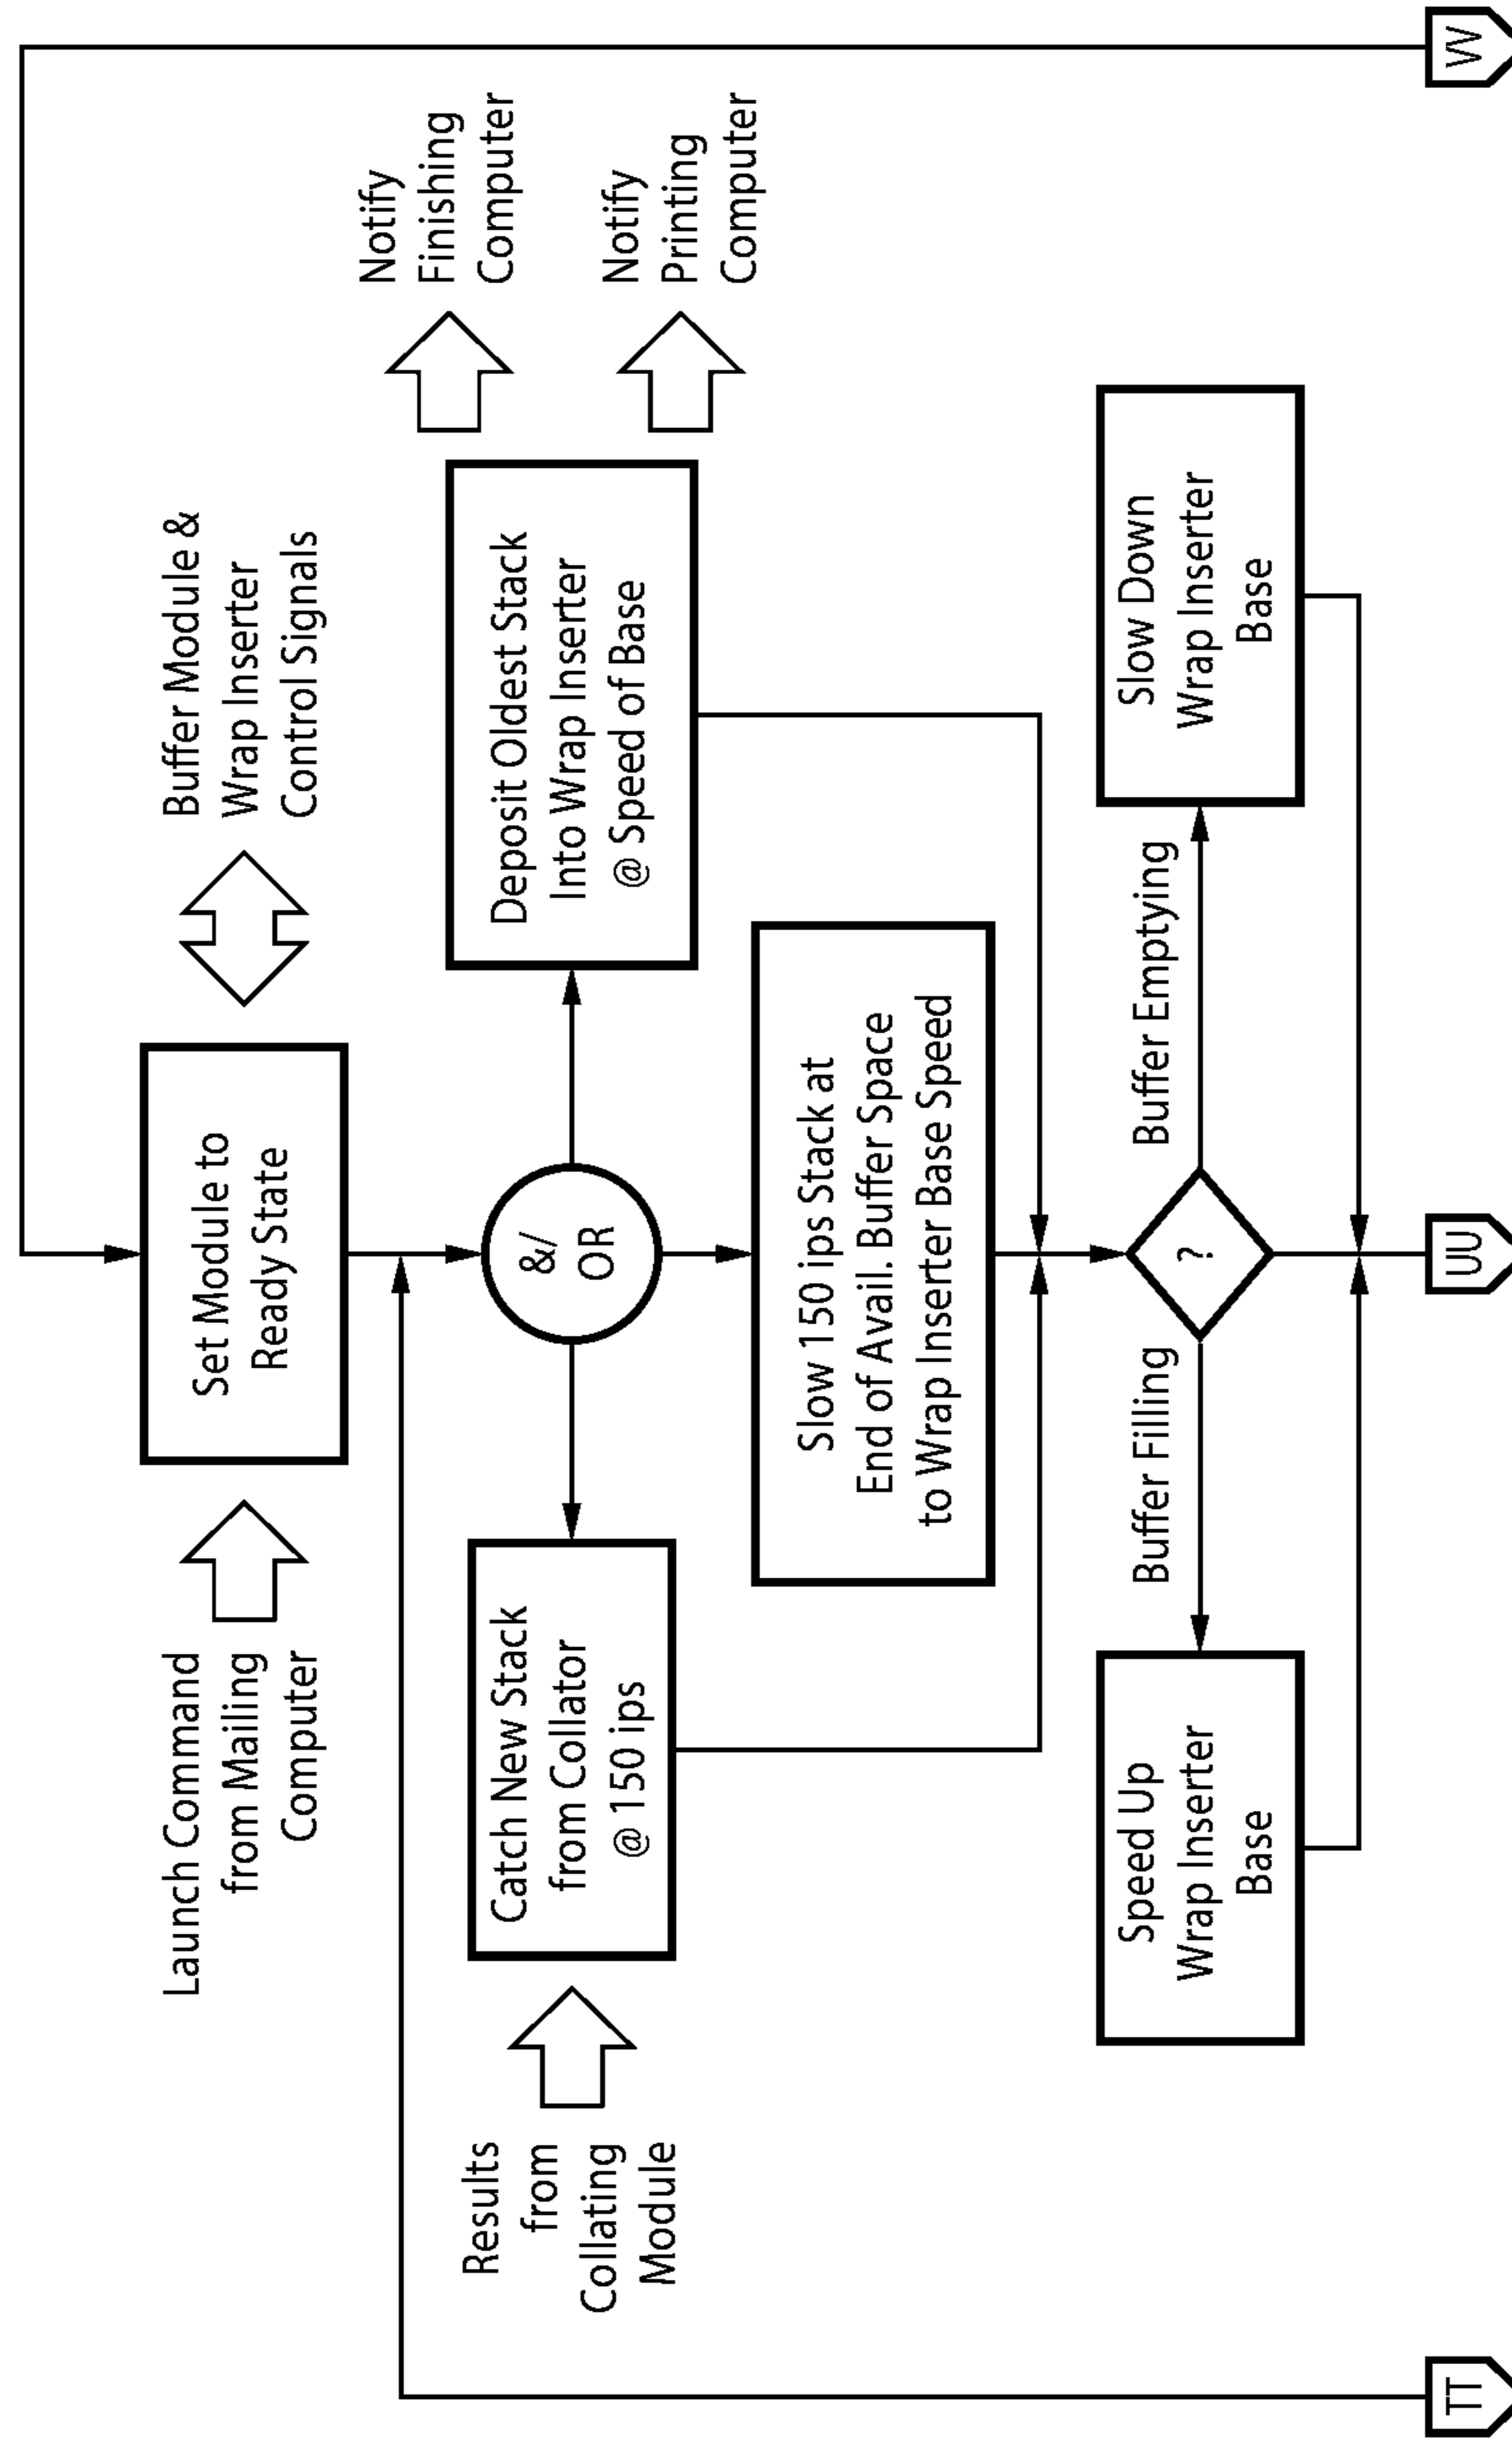 Launch Command
from Mailing
Computer
Set Module to
Ready State
Buffer Module &
Wrap Inserter
Control Signals
Results
from
Collating
Module
Catch New Stack
from Collator
@ 150 ips
&/
OR
Deposit Oldest Stack
Into Wrap Inserter
@ Speed of Base
Notify
Finishing
Computer
Notify
Printing
Computer
Slow 150 ips Stack at
End of Avail. Buffer Space
to Wrap Inserter Base Speed
Buffer Filling
?
Buffer Emptying
Speed Up
Wrap Inserter
Base
Slow Down
Wrap Inserter
Base
TT
UU
VV